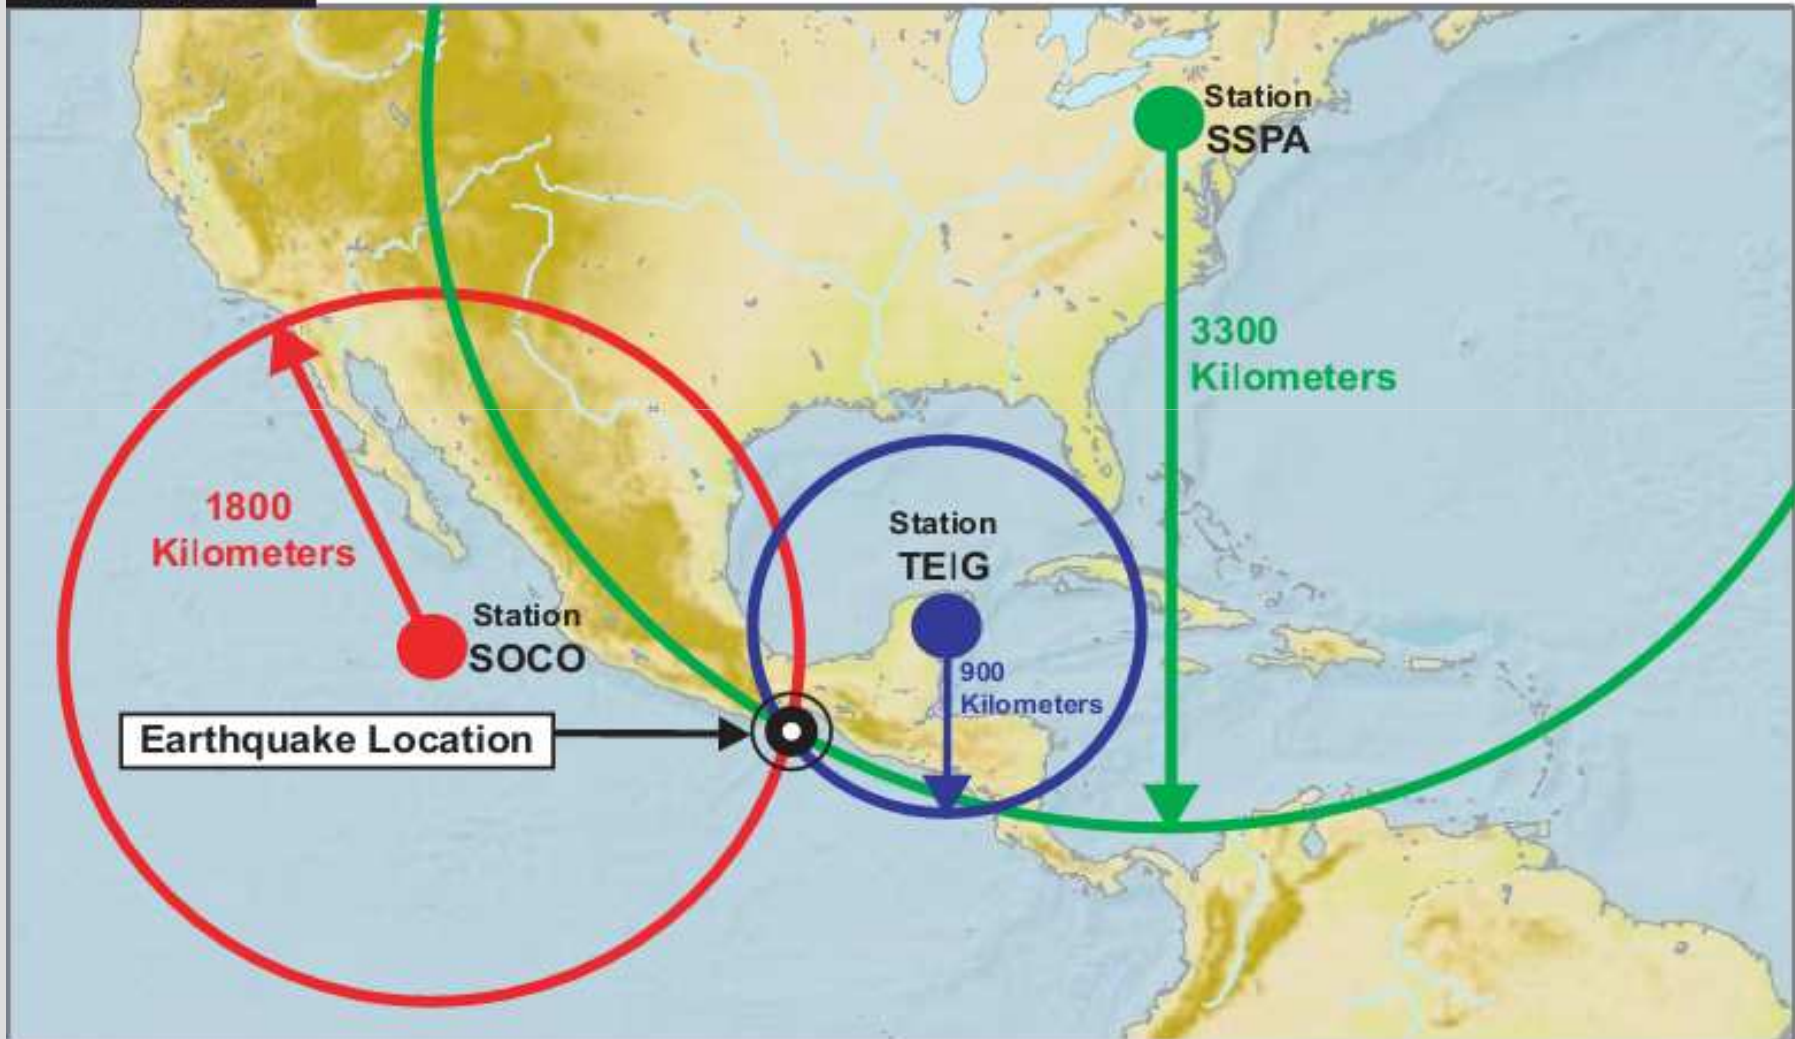 Station
SSPA
3300
Kilometers
1800
Kilometers
Station
TEIG
Station
SOCO
900
Kilometers
Earthquake Location